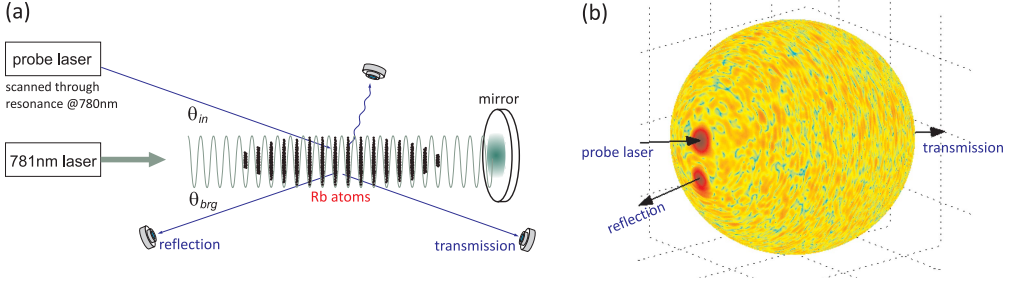 (a)
probe laser
scanned through
resonance @780nm
θin
mirror
781nm laser
θbrg
Rb atoms
reflection
transmission
(b)
probe laser
transmission
reflection